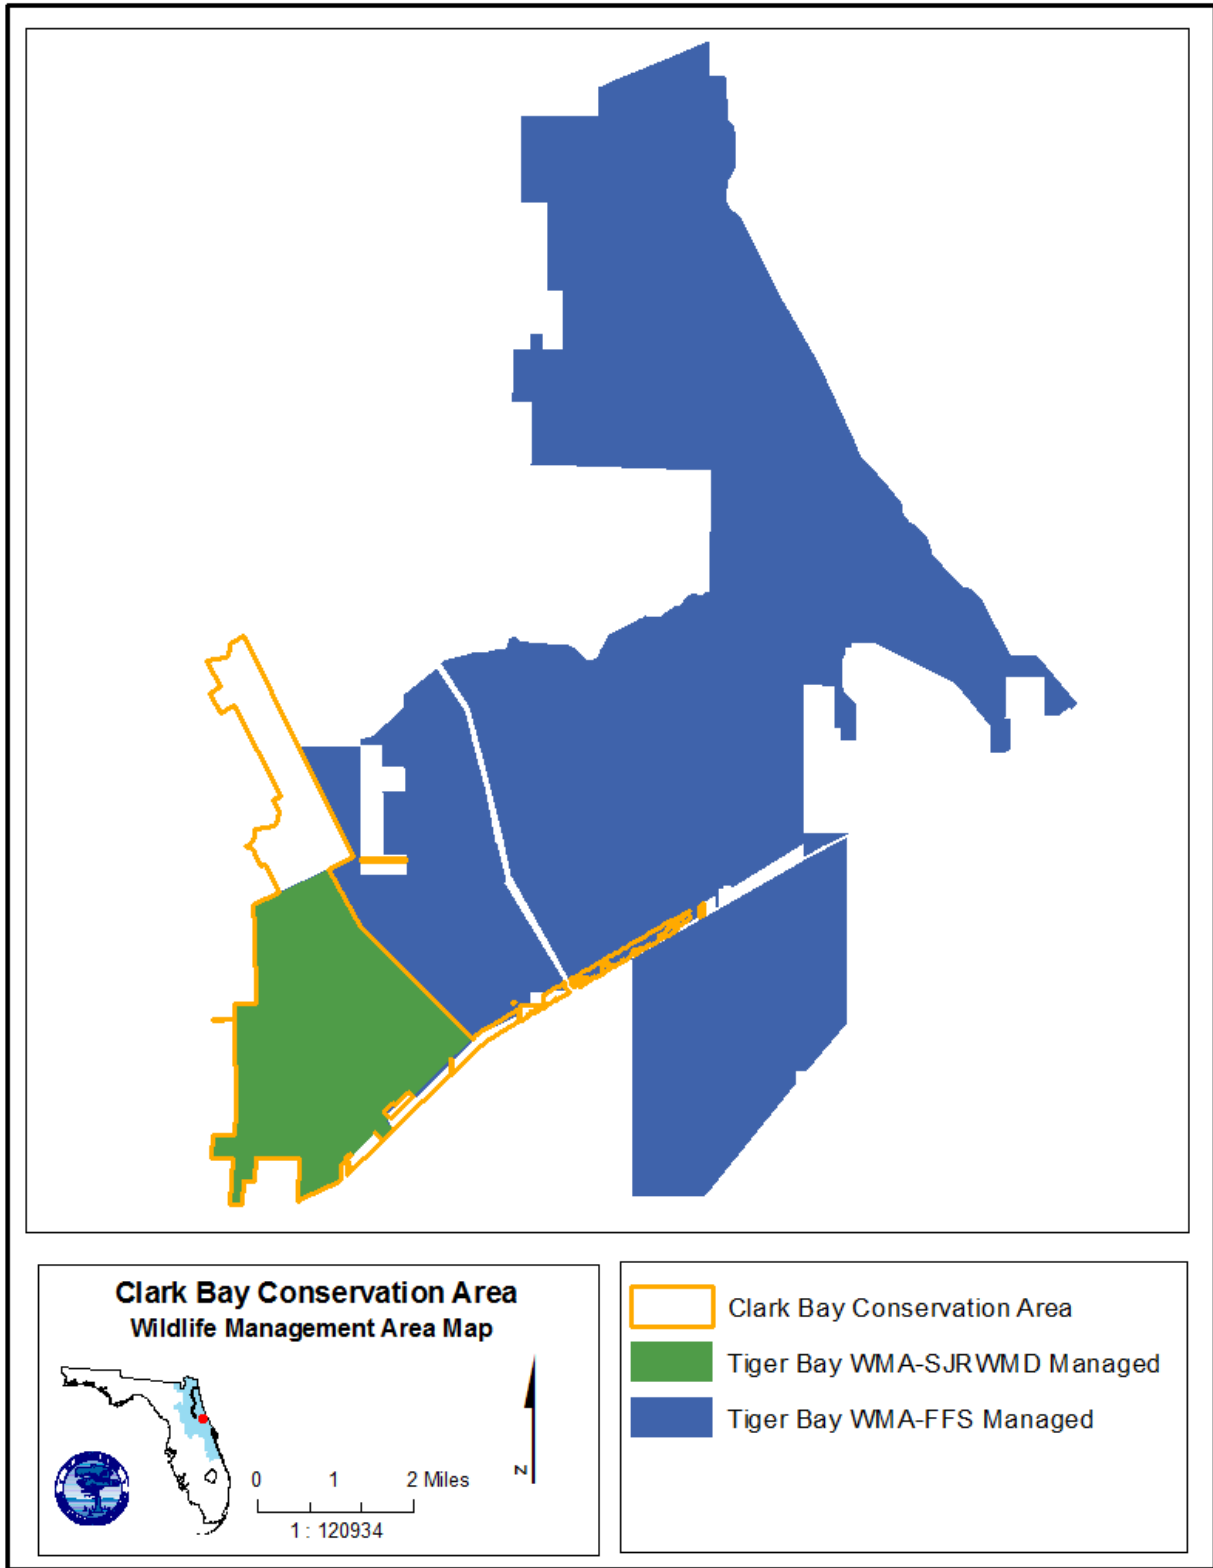 Clark Bay Conservation Area
Wildlife Management Area Map
0 1 2 Miles
1 : 120934
N
Clark Bay Conservation Area
Tiger Bay WMA-SJRWMD Managed
Tiger Bay WMA-FFS Managed